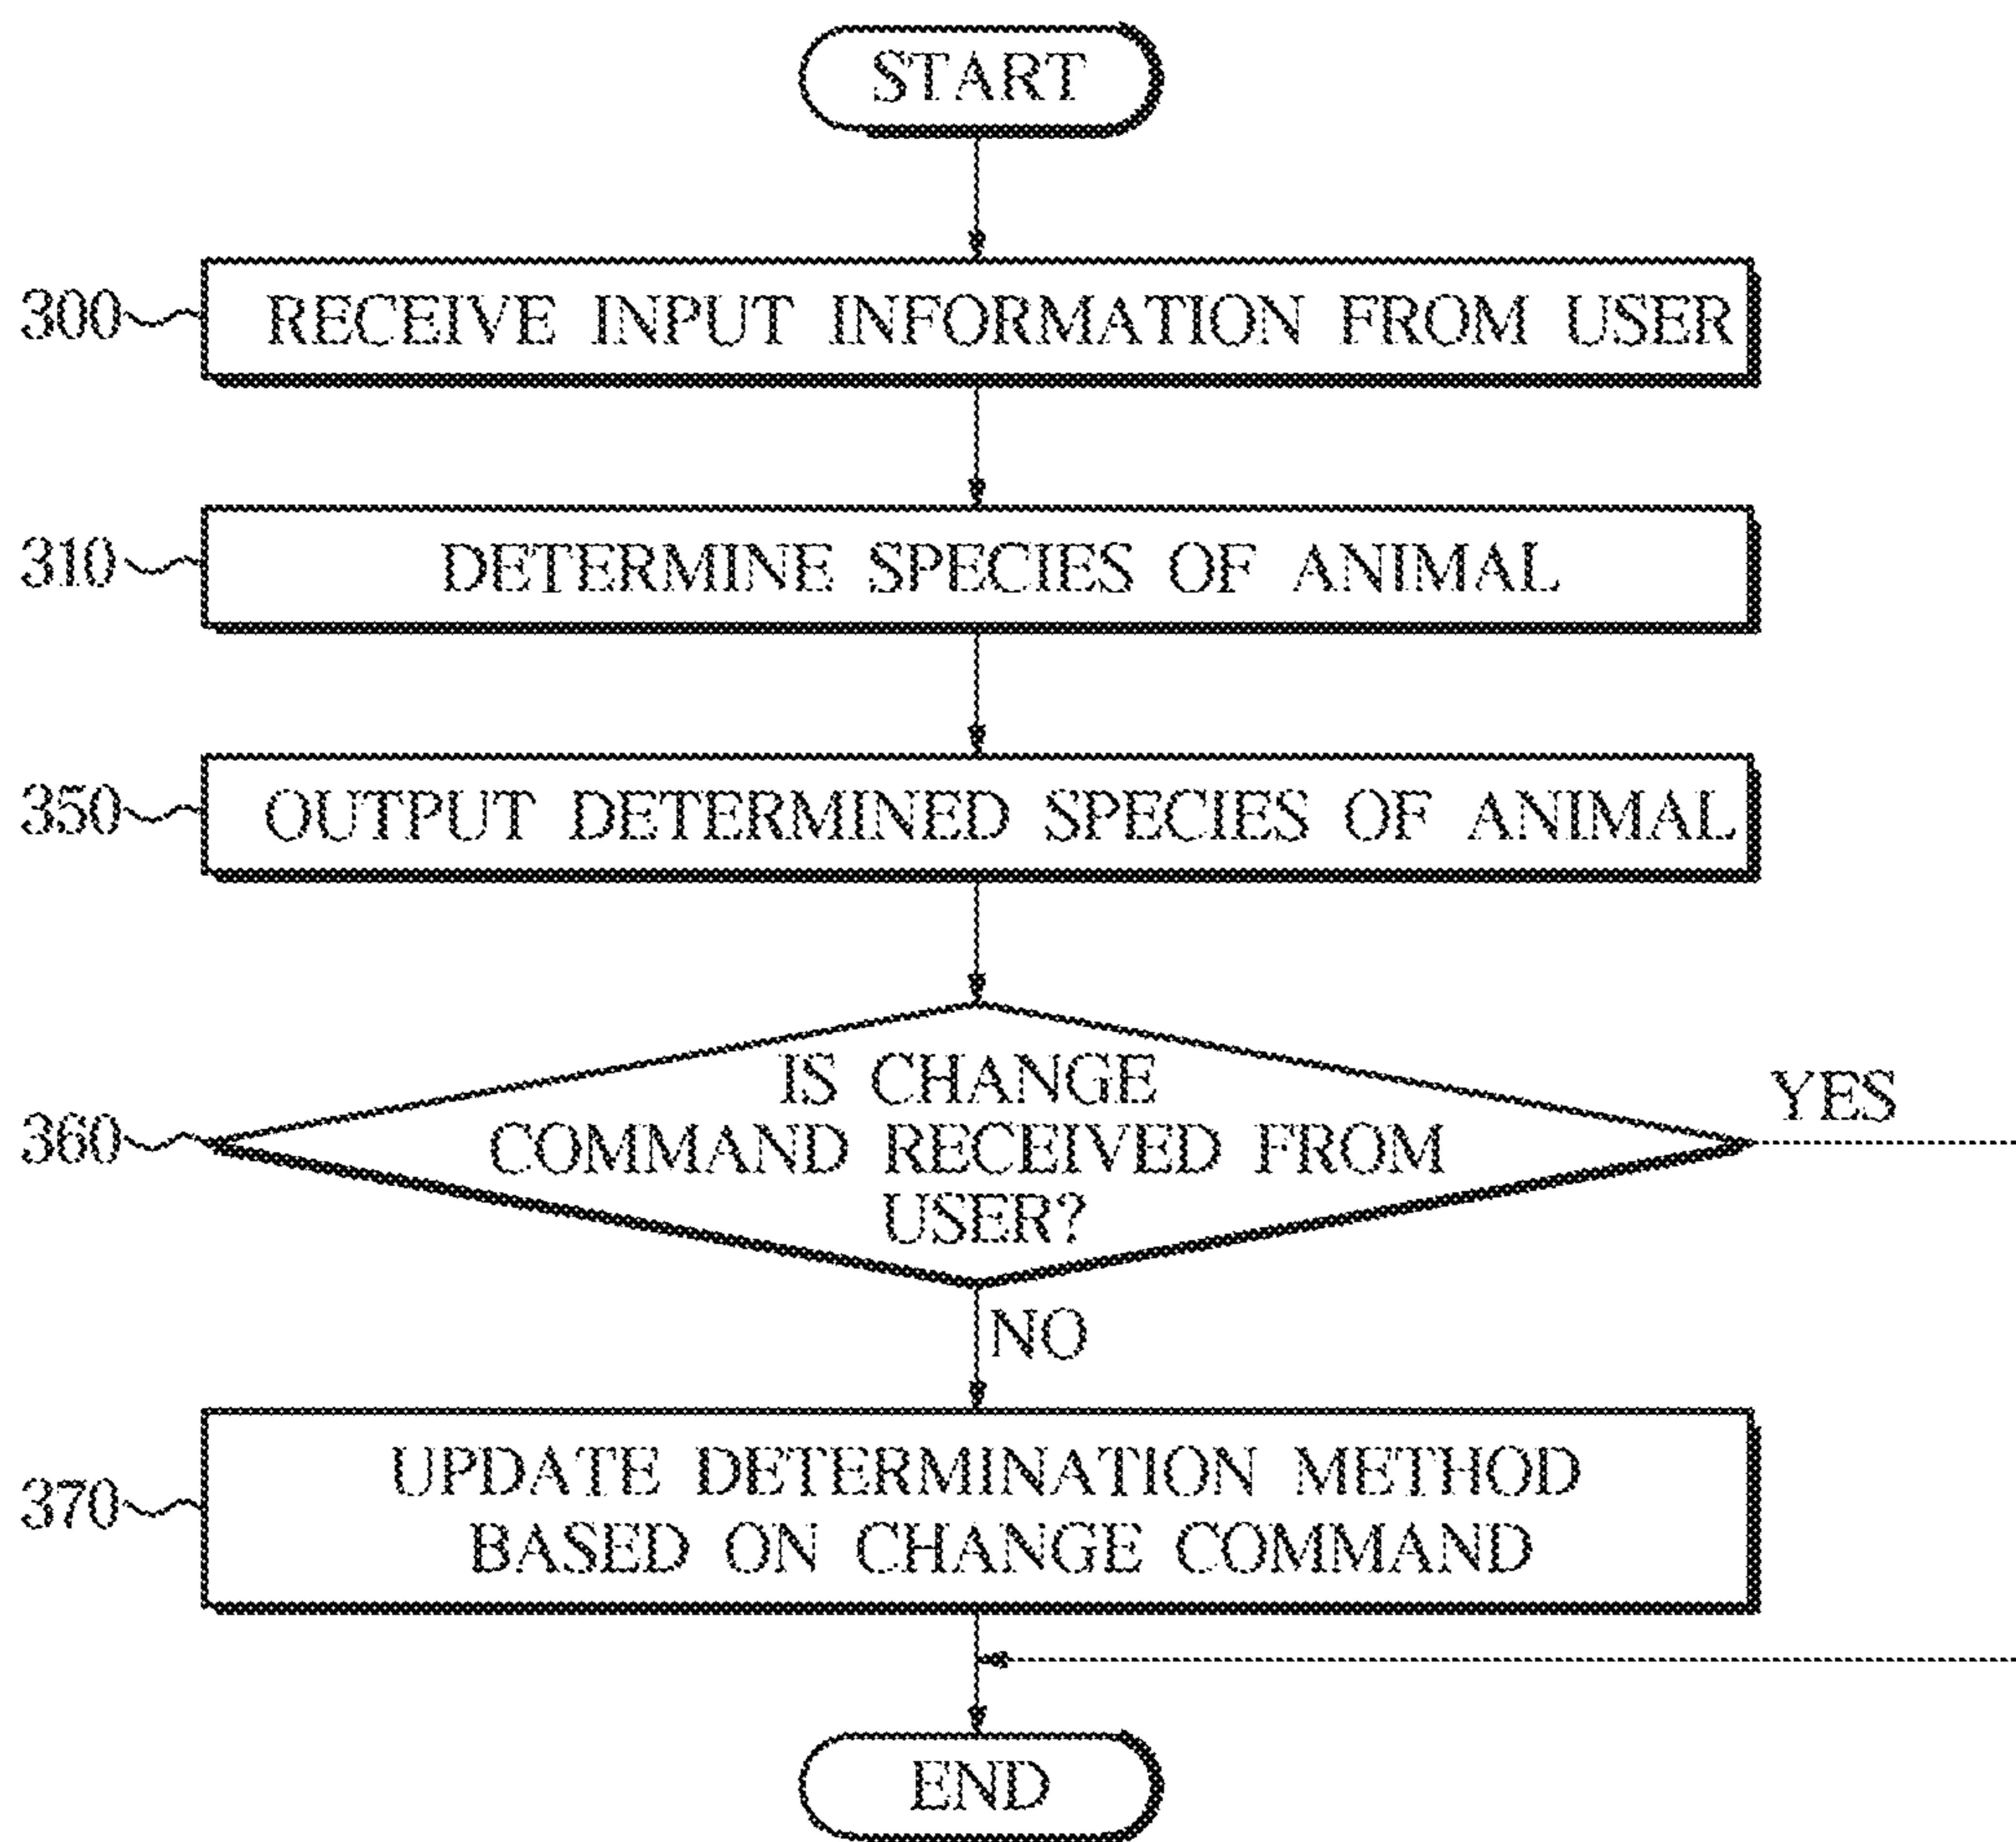 START
300
RECEIVE INPUT INFORMATION FROM USER
310
DETERMINE SPECIES OF ANIMAL
350
OUTPUT DETERMINED SPECIES OF ANIMAL
360
IS CHANGE
COMMAND RECEIVED FROM
USER?
YES
NO
370
UPDATE DETERMINATION METHOD
BASED ON CHANGE COMMAND
END